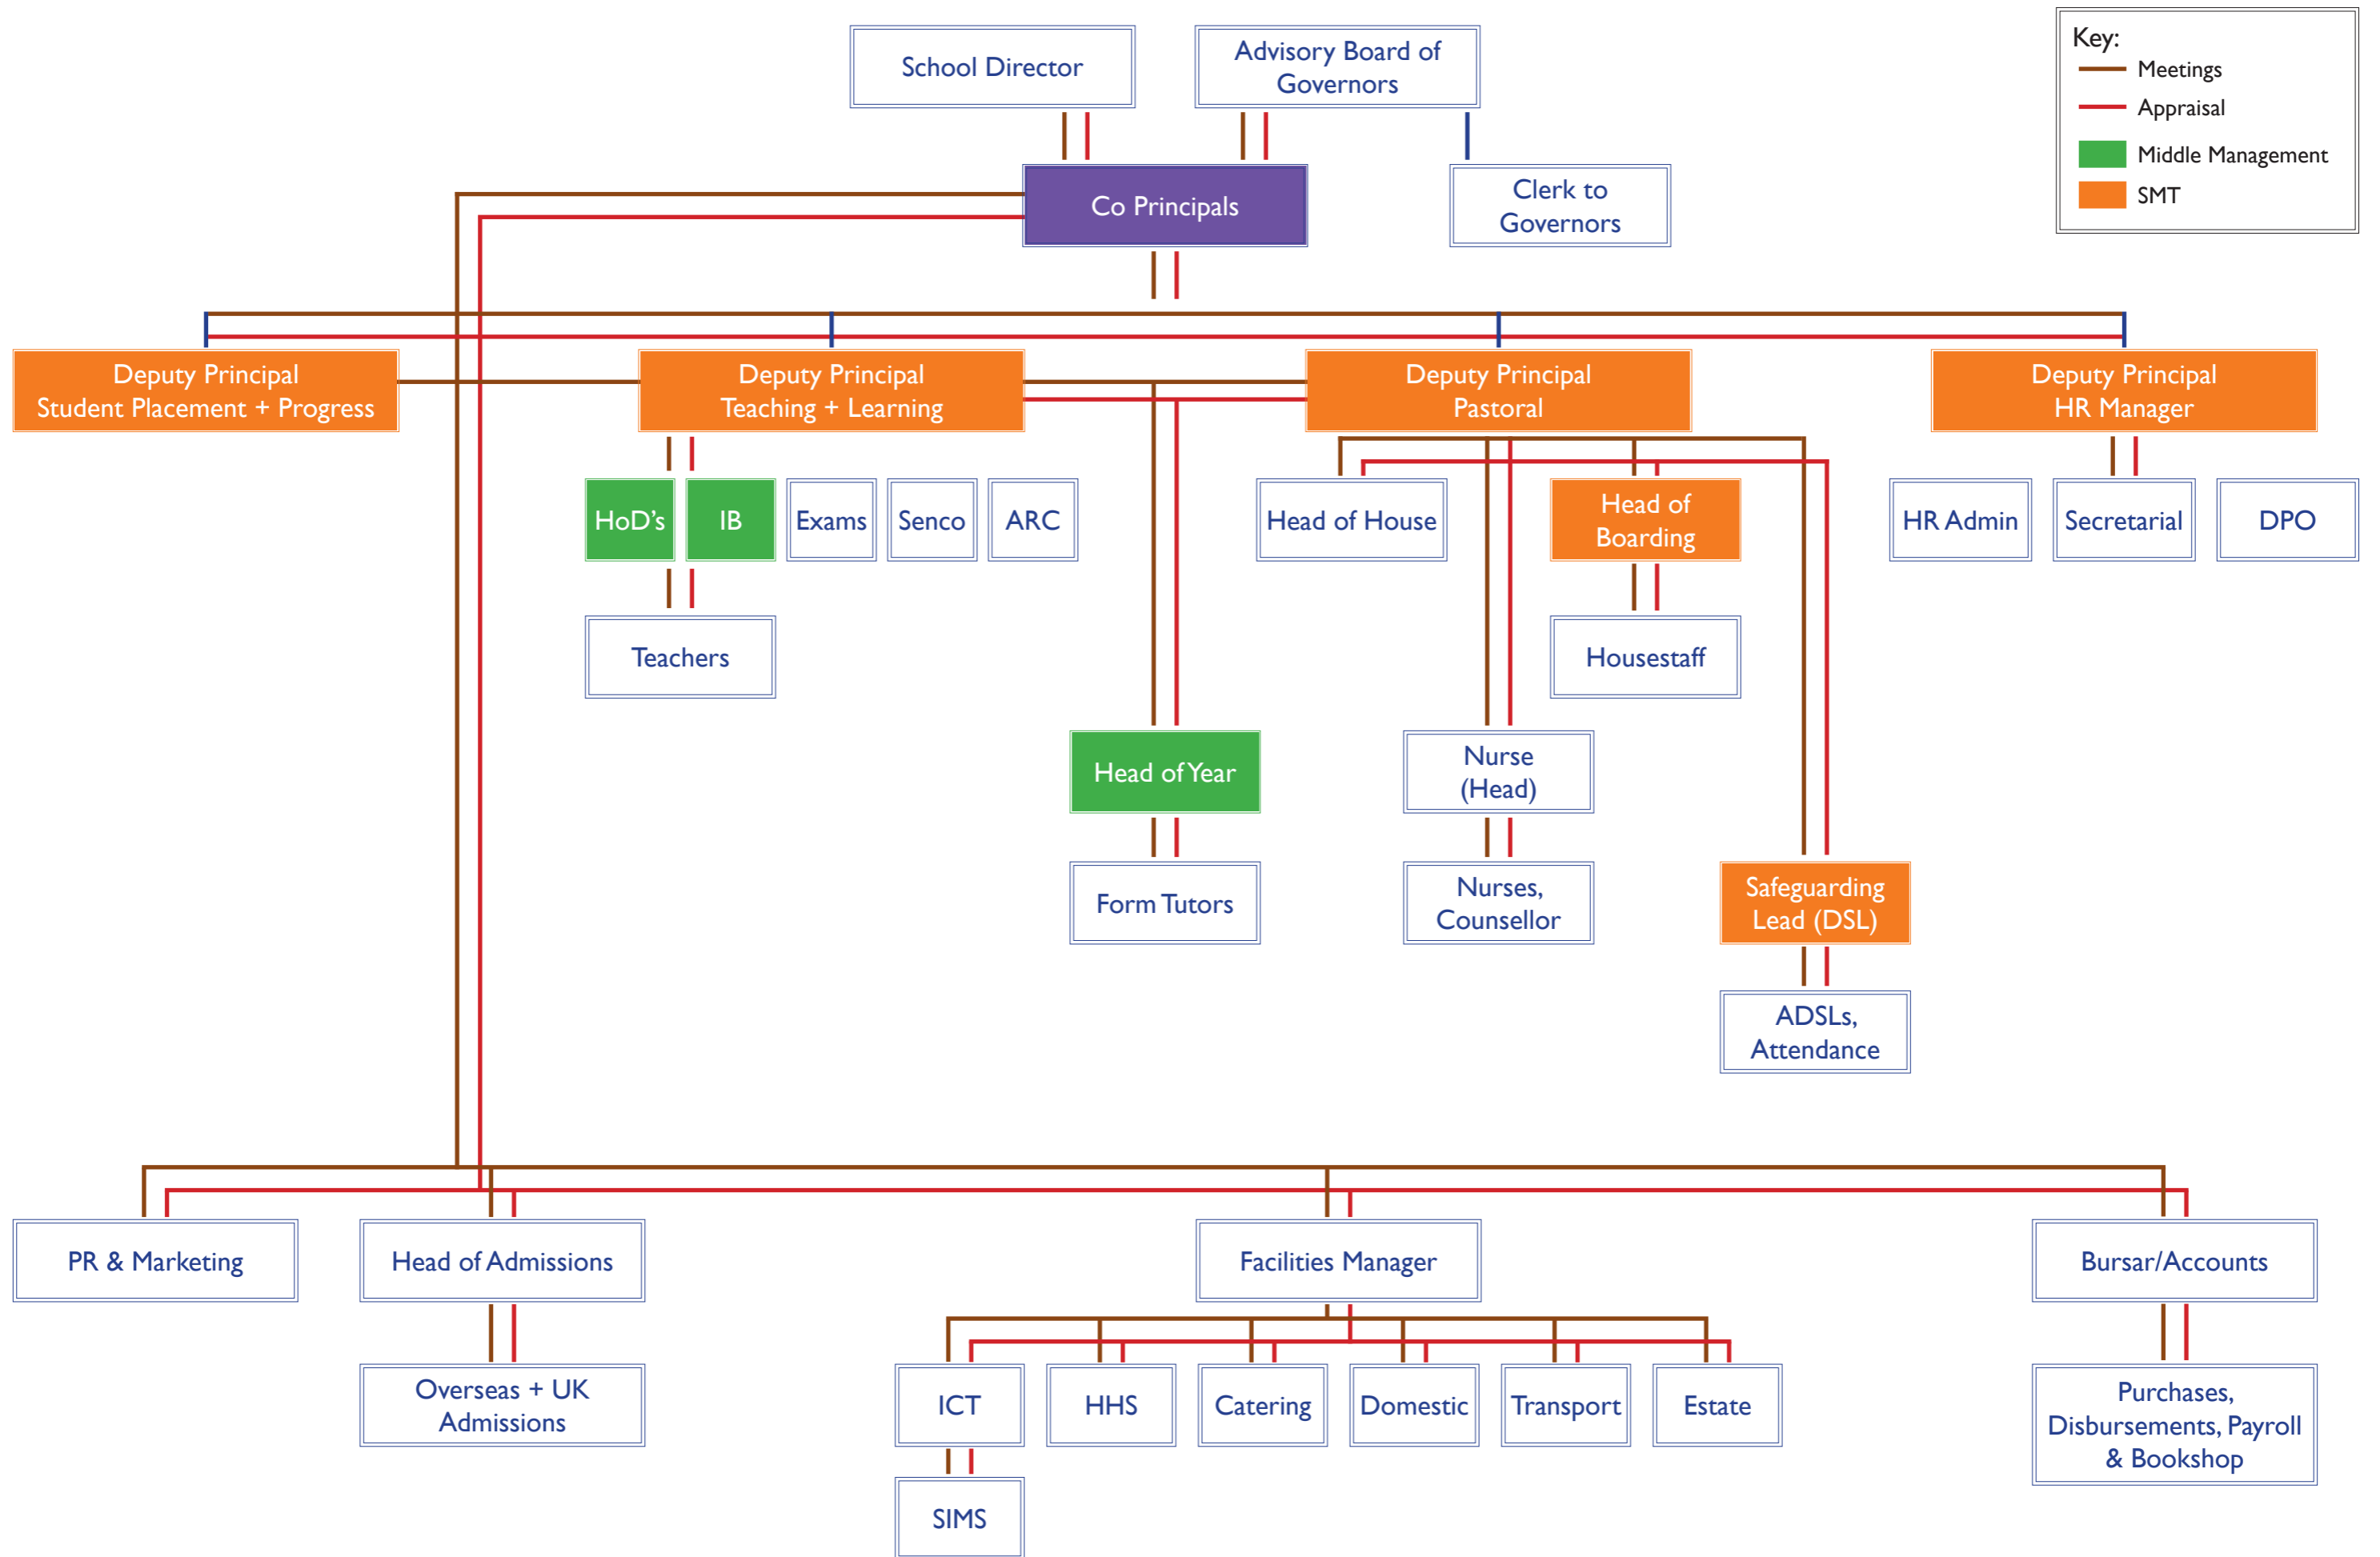 School Director
Advisory Board of
Governors
Key:
Meetings
Appraisal
Middle Management
SMT
Co Principals
Clerk to
Governors
Deputy Principal
Student Placement + Progress
Deputy Principal
Teaching + Learning
Deputy Principal
Pastoral
Deputy Principal
HR Manager
HoD’s
IB
Exams
Senco
ARC
Head of House
Head of
Boarding
HR Admin
Secretarial
DPO
Teachers
Housestaff
Head of Year
Nurse
(Head)
Form Tutors
Nurses,
Counsellor
Safeguarding
Lead (DSL)
ADSLs,
Attendance
PR & Marketing
Head of Admissions
Facilities Manager
Bursar/Accounts
Overseas + UK
Admissions
ICT
HHS
Catering
Domestic
Transport
Estate
Purchases,
Disbursements, Payroll
& Bookshop
SIMS